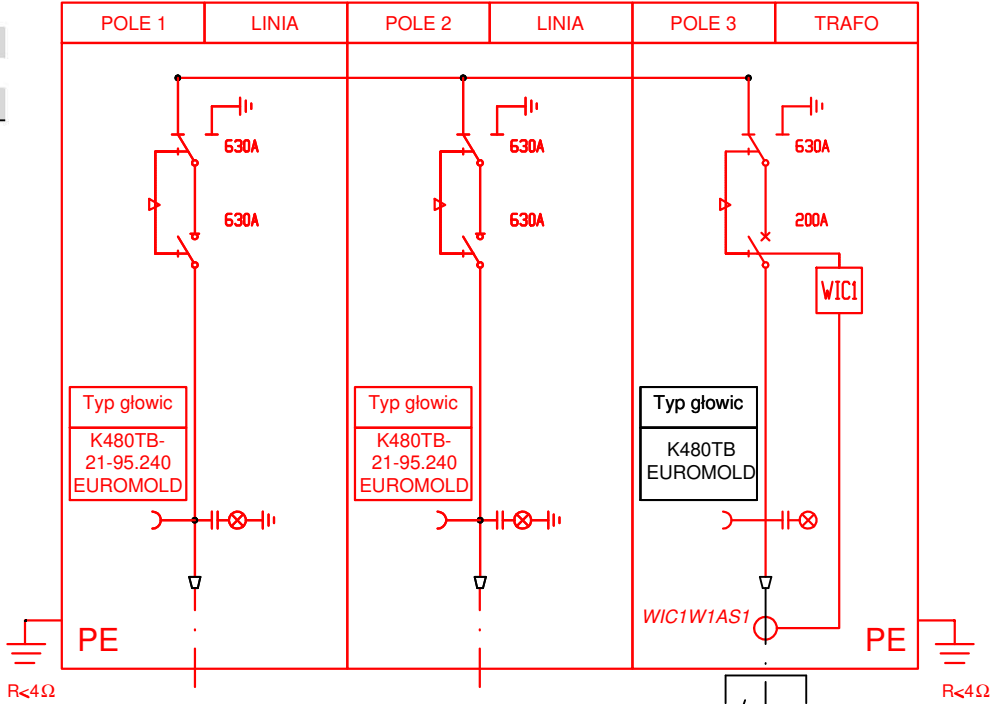 POLE 1
LINIA
POLE 2
LINIA
POLE 3
TRAFO
630A
630A
630A
630A
630A
200A
WIC1
Typ głowic
K480TB-
21-95.240
EUROMOLD
Typ głowic
K480TB-
21-95.240
EUROMOLD
Typ głowic
K480TB
EUROMOLD
WIC1W1AS1
PE
PE
R<4Ω
R<4Ω